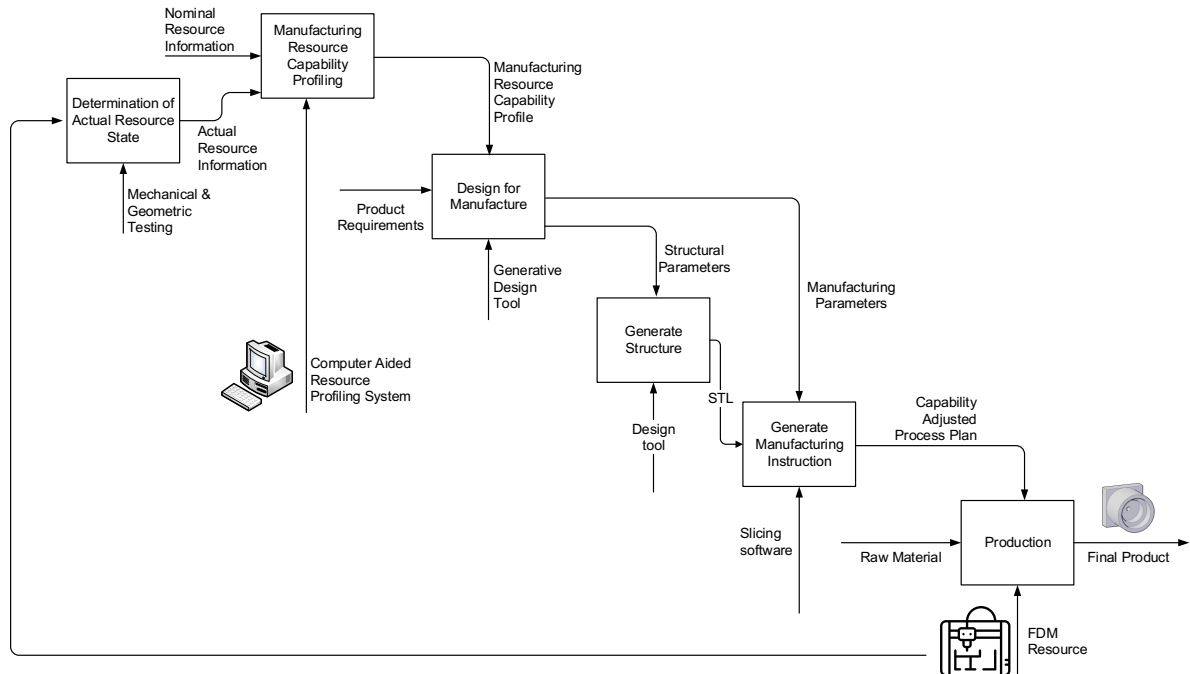 Nominal
Resource
Information
Manufacturing
Resource
Capability
Profiling
Manufacturing
Resource
Capability
Profile
Determination of
Actual Resource
State
Actual
Resource
Information
Mechanical &
Geometric
Testing
Design for
Manufacture
Product
Requirements
Generative
Design
Tool
Structural
Parameters
Manufacturing
Parameters
Generate
Structure
Computer Aided
Resource
Profiling System
STL
Design
tool
Generate
Manufacturing
Instruction
Capability
Adjusted
Process Plan
Slicing
software
Raw Material
Production
Final Product
FDM
Resource